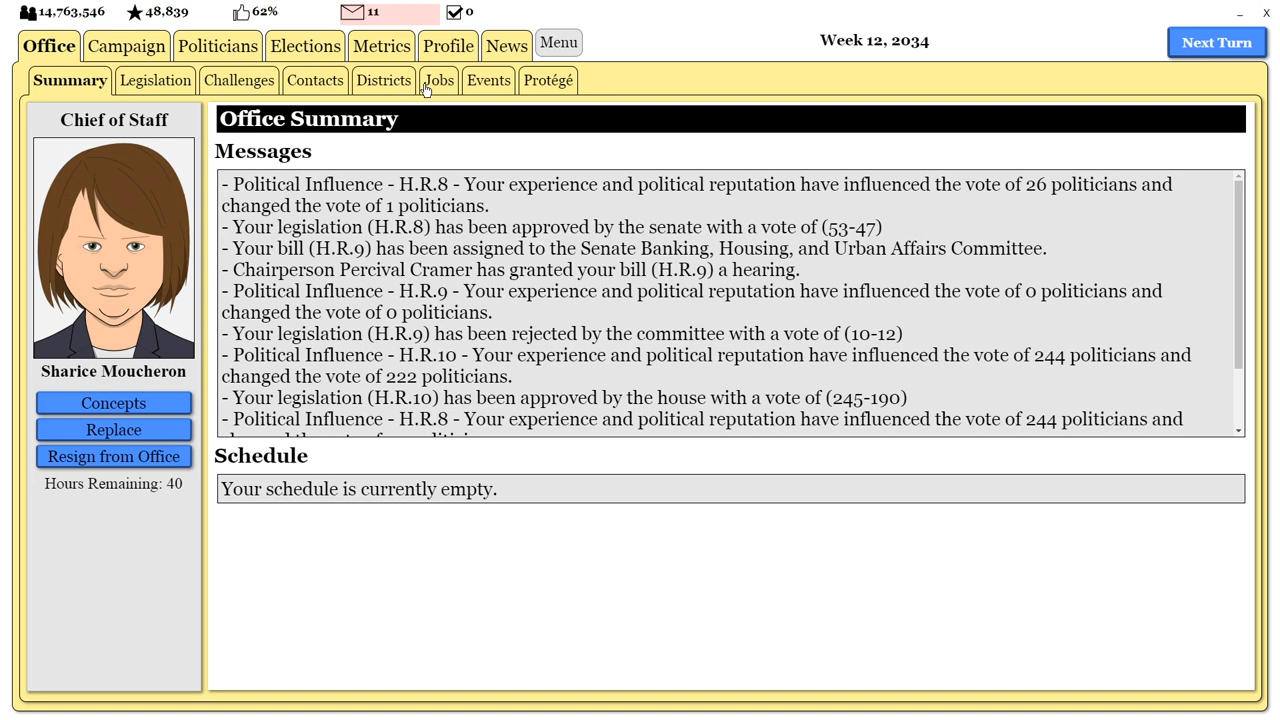 14,763,546 48,839 62% 11 0
_ X
Office Campaign Politicians Elections Metrics Profile News Menu
Week 12, 2034
Next Turn
Summary Legislation Challenges Contacts Districts Jobs Events Protégé
Chief of Staff
Sharice Moucheron
Concepts
Replace
Resign from Office
Hours Remaining: 40
Office Summary
Messages
- Political Influence - H.R.8 - Your experience and political reputation have influenced the vote of 26 politicians and
changed the vote of 1 politicians.
- Your legislation (H.R.8) has been approved by the senate with a vote of (53-47)
- Your bill (H.R.9) has been assigned to the Senate Banking, Housing, and Urban Affairs Committee.
- Chairperson Percival Cramer has granted your bill (H.R.9) a hearing.
- Political Influence - H.R.9 - Your experience and political reputation have influenced the vote of 0 politicians and
changed the vote of 0 politicians.
- Your legislation (H.R.9) has been rejected by the committee with a vote of (10-12)
- Political Influence - H.R.10 - Your experience and political reputation have influenced the vote of 244 politicians and
changed the vote of 222 politicians.
- Your legislation (H.R.10) has been approved by the house with a vote of (245-190)
- Political Influence - H.R.8 - Your experience and political reputation have influenced the vote of 244 politicians and
Schedule
Your schedule is currently empty.